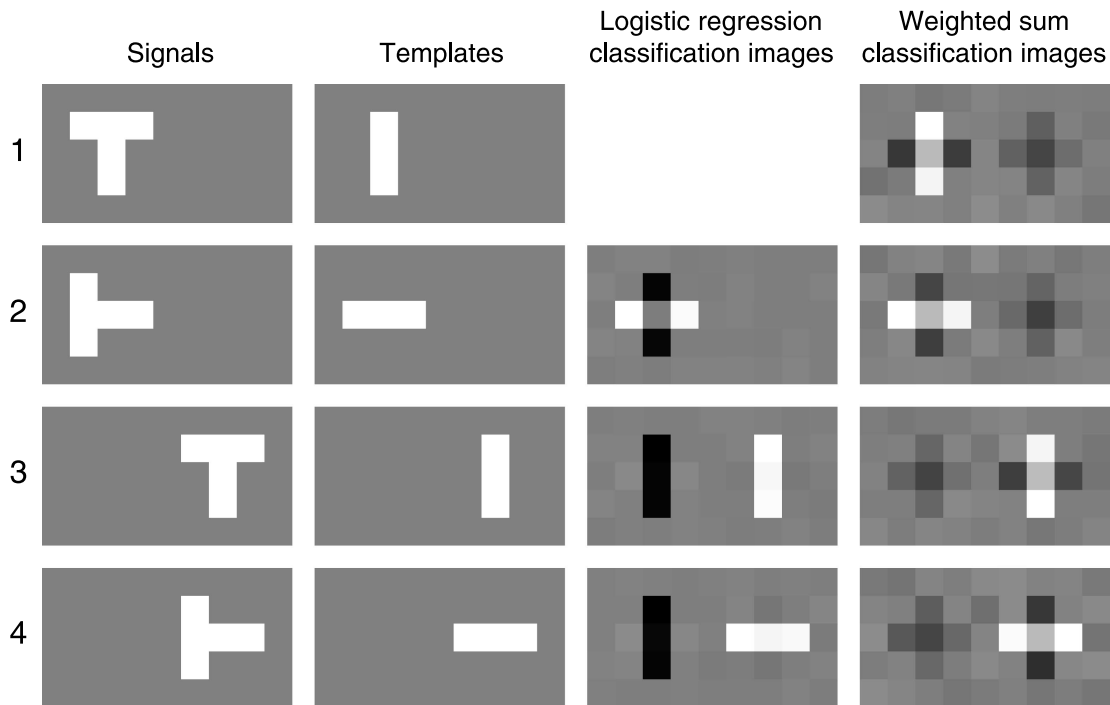 Signals
Templates
Logistic regression
classification images
Weighted sum
classification images
1
2
3
4